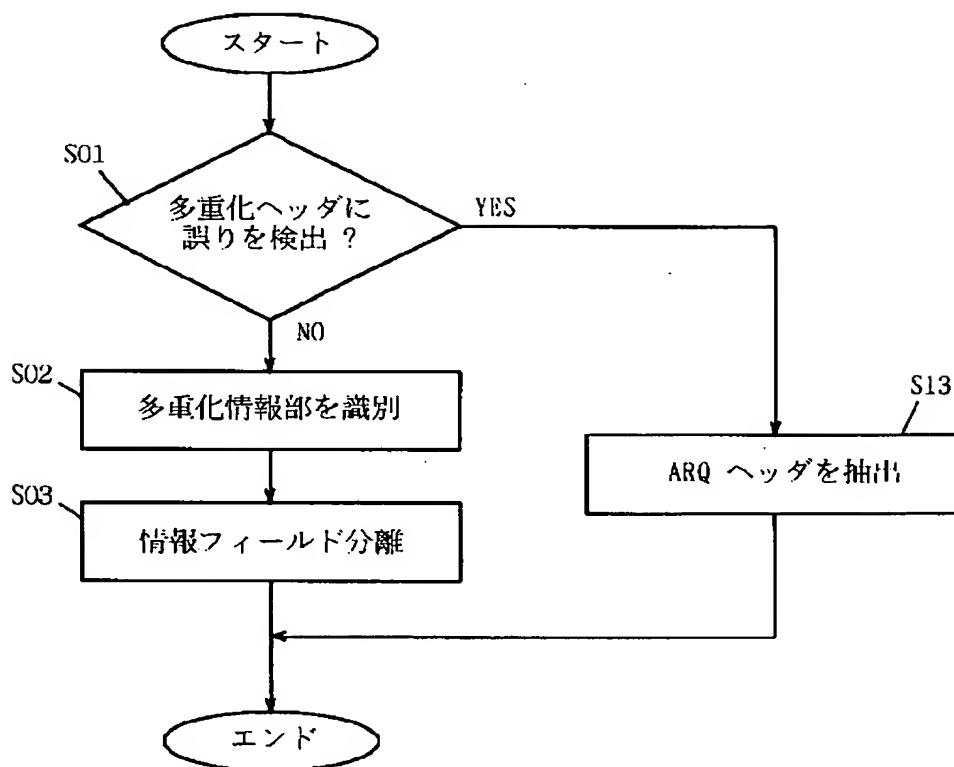 スタート
S01
多重化ヘッダに
誤りを検出 ?
YES
NO
S02
多重化情報部を識別
S13
ARQ ヘッダを抽出
S03
情報フィールド分離
エンド